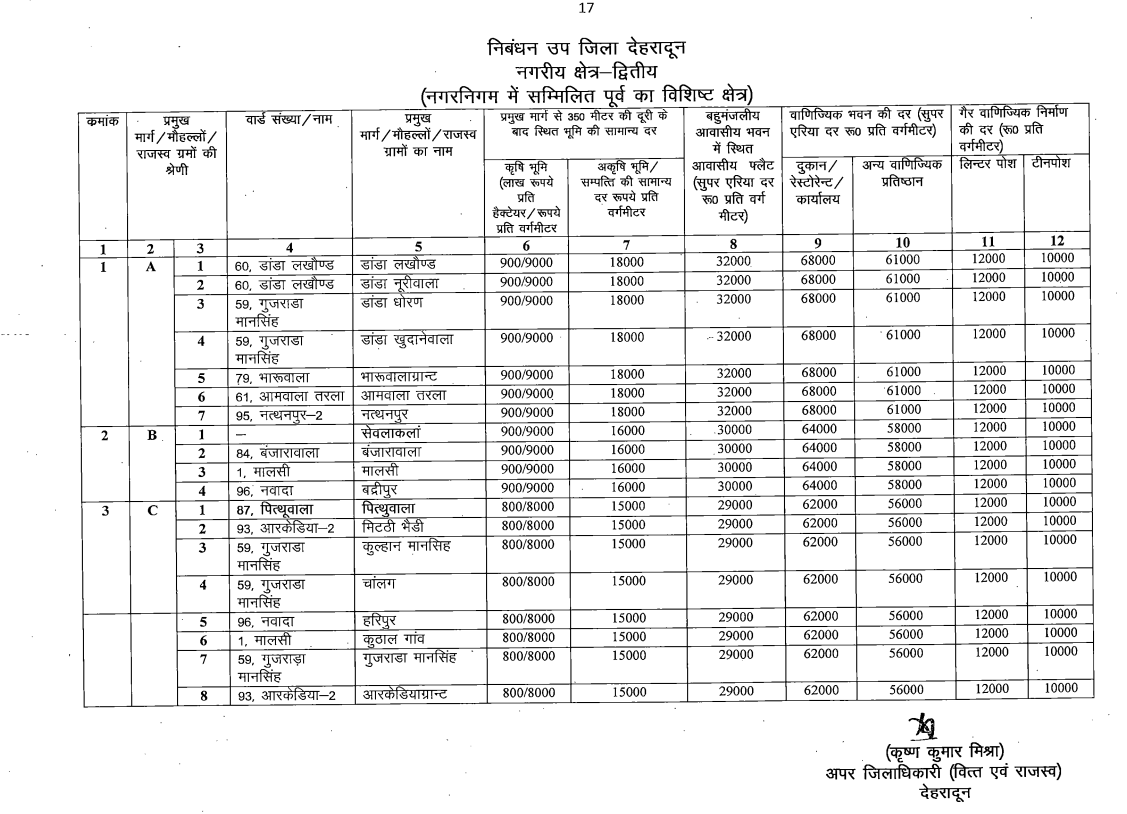 17
निबंधन उप जिला देहरादून
नगरीय क्षेत्र–द्वितीय
(नगरनिगम में सम्मिलित पूर्व का विशिष्ट क्षेत्र)
कमांक | प्रमुख मार्ग/मौहल्लों/राजस्व ग्रमों की श्रेणी | वार्ड संख्या/नाम | प्रमुख मार्ग/मौहल्लों/राजस्व ग्रामों का नाम | प्रमुख मार्ग से 350 मीटर की दूरी के बाद स्थित भूमि की सामान्य दर | बहुमंजलीय आवासीय भवन में स्थित आवासीय फ्लैट (सुपर एरिया दर रू0 प्रति वर्ग मीटर) | वाणिज्यिक भवन की दर (सुपर एरिया दर रू0 प्रति वर्गमीटर) | गैर वाणिज्यिक निर्माण की दर (रू0 प्रति वर्गमीटर)
कृषि भूमि (लाख रूपये प्रति हैक्टेयर/रूपये प्रति वर्गमीटर | अकृषि भूमि/सम्पत्ति की सामान्य दर रूपये प्रति वर्गमीटर | दुकान/रेस्टोरेन्ट/कार्यालय | अन्य वाणिज्यिक प्रतिष्ठान | लिन्टर पोश | टीनपोश
1 | 2 | 3 | 4 | 5 | 6 | 7 | 8 | 9 | 10 | 11 | 12
1 | A | 1 | 60, डांडा लखौण्ड | डांडा लखौण्ड | 900/9000 | 18000 | 32000 | 68000 | 61000 | 12000 | 10000
2 | 60, डांडा लखौण्ड | डांडा नूरीवाला | 900/9000 | 18000 | 32000 | 68000 | 61000 | 12000 | 10000
3 | 59, गुजराडा मानसिंह | डांडा धोरण | 900/9000 | 18000 | 32000 | 68000 | 61000 | 12000 | 10000
4 | 59, गुजराडा मानसिंह | डांडा खुदानेवाला | 900/9000 | 18000 | 32000 | 68000 | 61000 | 12000 | 10000
5 | 79, भारूवाला | भारूवालाग्रान्ट | 900/9000 | 18000 | 32000 | 68000 | 61000 | 12000 | 10000
6 | 61, आमवाला तरला | आमवाला तरला | 900/9000 | 18000 | 32000 | 68000 | 61000 | 12000 | 10000
7 | 95, नत्थनपुर–2 | नत्थनपुर | 900/9000 | 18000 | 32000 | 68000 | 61000 | 12000 | 10000
2 | B | 1 | – | सेवलाकलां | 900/9000 | 16000 | 30000 | 64000 | 58000 | 12000 | 10000
2 | 84, बंजारावाला | बंजारावाला | 900/9000 | 16000 | 30000 | 64000 | 58000 | 12000 | 10000
3 | 1, मालसी | मालसी | 900/9000 | 16000 | 30000 | 64000 | 58000 | 12000 | 10000
4 | 96, नवादा | बद्रीपुर | 900/9000 | 16000 | 30000 | 64000 | 58000 | 12000 | 10000
3 | C | 1 | 87, पित्थूवाला | पित्थुवाला | 800/8000 | 15000 | 29000 | 62000 | 56000 | 12000 | 10000
2 | 93, आरकेडिया–2 | मिटठी भैडी | 800/8000 | 15000 | 29000 | 62000 | 56000 | 12000 | 10000
3 | 59, गुजराडा मानसिंह | कुल्हान मानसिह | 800/8000 | 15000 | 29000 | 62000 | 56000 | 12000 | 10000
4 | 59, गुजराडा मानसिंह | चांलग | 800/8000 | 15000 | 29000 | 62000 | 56000 | 12000 | 10000
5 | 96, नवादा | हरिपुर | 800/8000 | 15000 | 29000 | 62000 | 56000 | 12000 | 10000
6 | 1, मालसी | कुठाल गांव | 800/8000 | 15000 | 29000 | 62000 | 56000 | 12000 | 10000
7 | 59, गुजराड़ा मानसिंह | गुजराडा मानसिंह | 800/8000 | 15000 | 29000 | 62000 | 56000 | 12000 | 10000
8 | 93, आरकेडिया–2 | आरकेडियाग्रान्ट | 800/8000 | 15000 | 29000 | 62000 | 56000 | 12000 | 10000
(कृष्ण कुमार मिश्रा)
अपर जिलाधिकारी (वित्त एवं राजस्व)
देहरादून